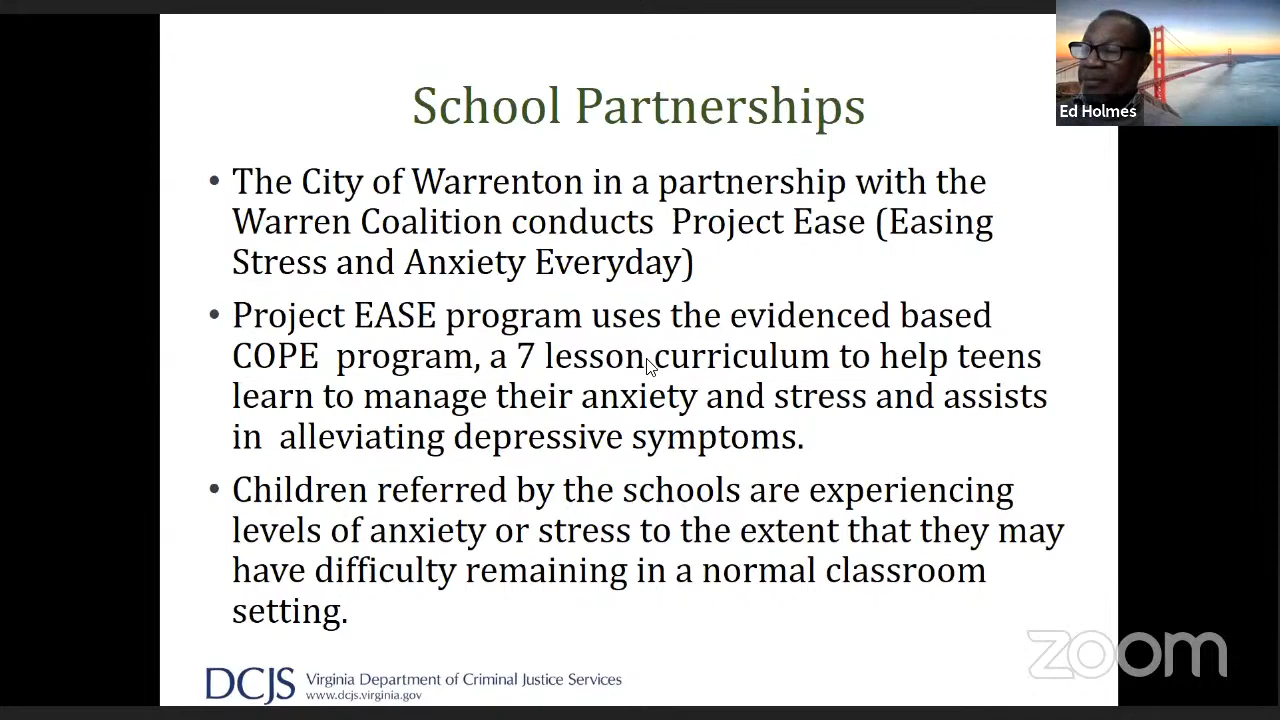 School Partnerships
Ed Holmes
• The City of Warrenton in a partnership with the
Warren Coalition conducts  Project Ease (Easing
Stress and Anxiety Everyday)
• Project EASE program uses the evidenced based
COPE  program, a 7 lesson curriculum to help teens
learn to manage their anxiety and stress and assists
in  alleviating depressive symptoms.
• Children referred by the schools are experiencing
levels of anxiety or stress to the extent that they may
have difficulty remaining in a normal classroom
setting.
zoom
DCJS Virginia Department of Criminal Justice Services
www.dcjs.virginia.gov